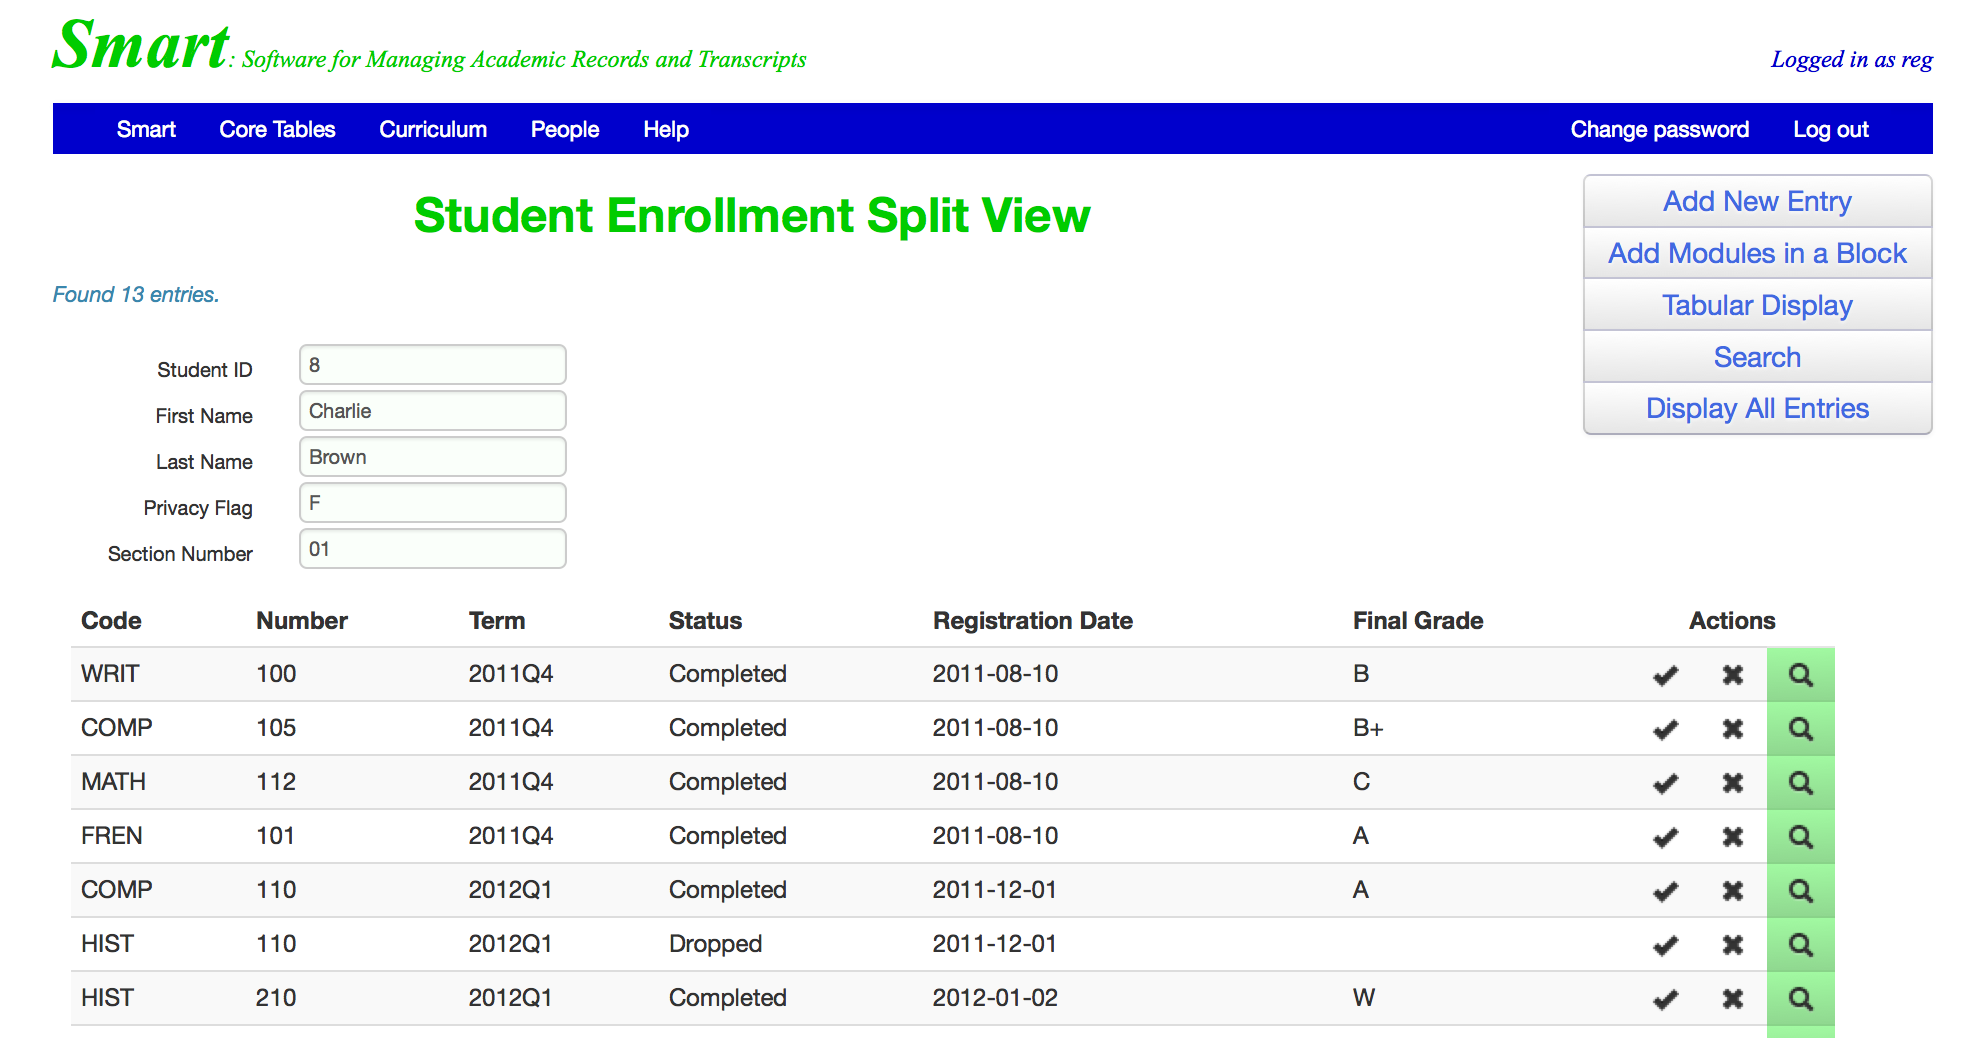 Smart: Software for Managing Academic Records and Transcripts Logged in as reg
Smart Core Tables Curriculum People Help Change password Log out
Student Enrollment Split View
Add New Entry
Add Modules in a Block
Tabular Display
Search
Display All Entries
Found 13 entries.
Student ID 8
First Name Charlie
Last Name Brown
Privacy Flag F
Section Number 01
Code Number Term Status Registration Date Final Grade Actions
WRIT 100 2011Q4 Completed 2011-08-10 B
COMP 105 2011Q4 Completed 2011-08-10 B+
MATH 112 2011Q4 Completed 2011-08-10 C
FREN 101 2011Q4 Completed 2011-08-10 A
COMP 110 2012Q1 Completed 2011-12-01 A
HIST 110 2012Q1 Dropped 2011-12-01
HIST 210 2012Q1 Completed 2012-01-02 W